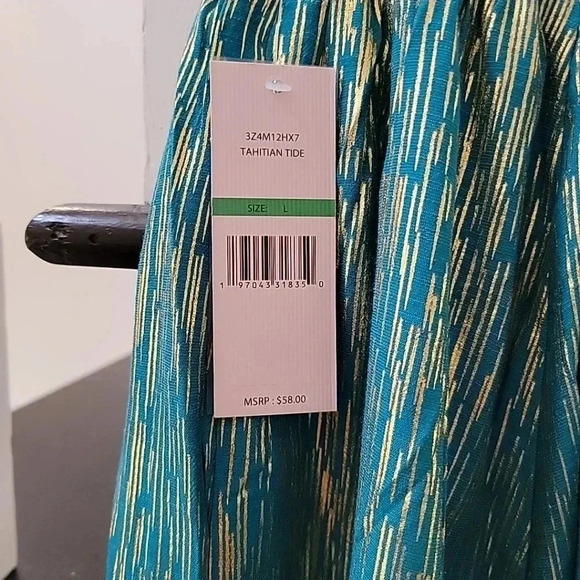 3Z4M12HX7
TAHITIAN TIDE
SIZE: L
1 97043 31835 0
MSRP : $58.00